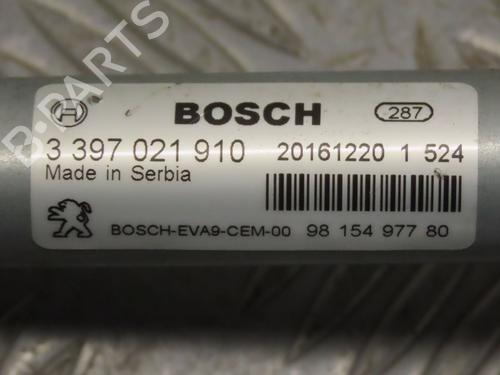 B-PARTS
BOSCH 287
3 397 021 910 20161220 1 524
Made in Serbia
BOSCH-EVA9-CEM-00 98 154 977 80